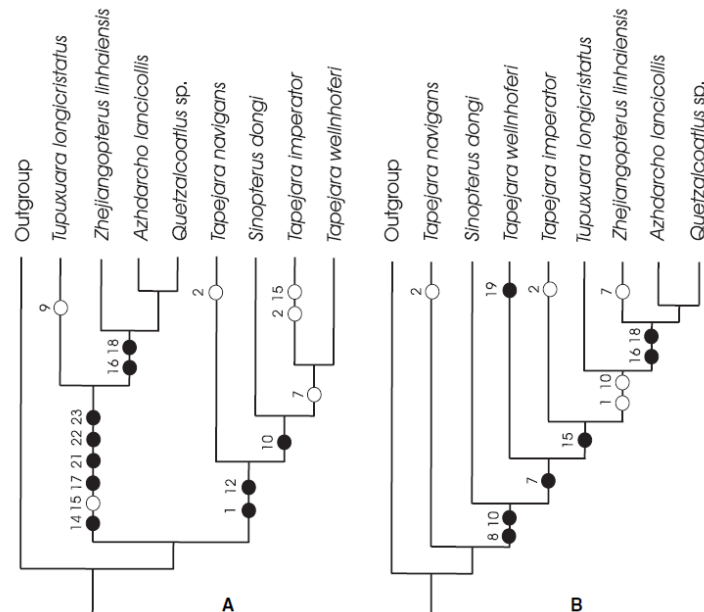 Outgroup
Tupuxuara longicristatus
Zhejiangopterus linhaiensis
Azhdarcho lancicollis
Quetzalcoatlus sp.
Tapejara navigans
Sinopterus dongi
Tapejara imperator
Tapejara wellnhoferi
9
16 18
14 15 17 21 22 23
2
2 15
7
10
1 12
A
Outgroup
Tapejara navigans
Sinopterus dongi
Tapejara wellnhoferi
Tapejara imperator
Tupuxuara longicristatus
Zhejiangopterus linhaiensis
Azhdarcho lancicollis
Quetzalcoatlus sp.
2
19
2
7
16 18
1 10
15
7
8 10
B